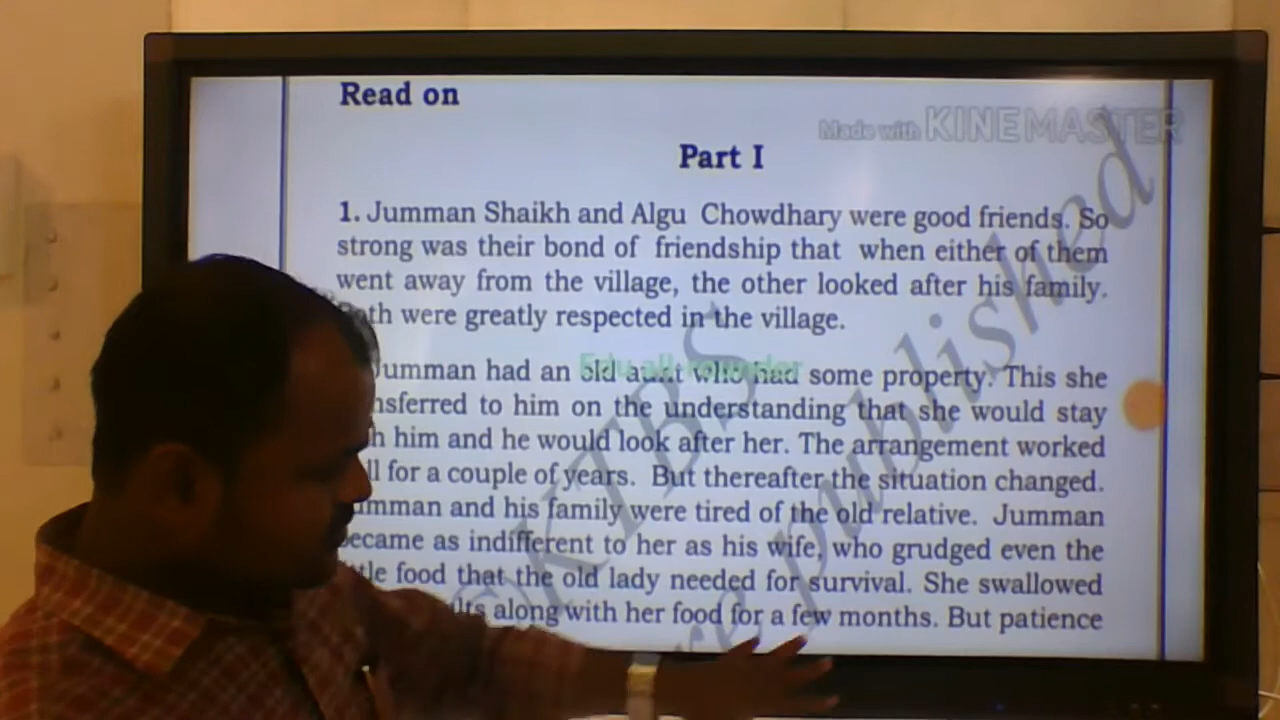 Read on
Made with KINEMASTER
Part I
1. Jumman Shaikh and Algu Chowdhary were good friends. So
strong was their bond of friendship that when either of them
went away from the village, the other looked after his family.
were greatly respected in the village.
Jumman had an old aunt who had some property. This she
to him on the understanding that she would stay
him and he would look after her. The arrangement worked
for a couple of years. But thereafter the situation changed.
and his family were tired of the old relative. Jumman
became as indifferent to her as his wife, who grudged even the
food that the old lady needed for survival. She swallowed
along with her food for a few months. But patience
©KTBS
published